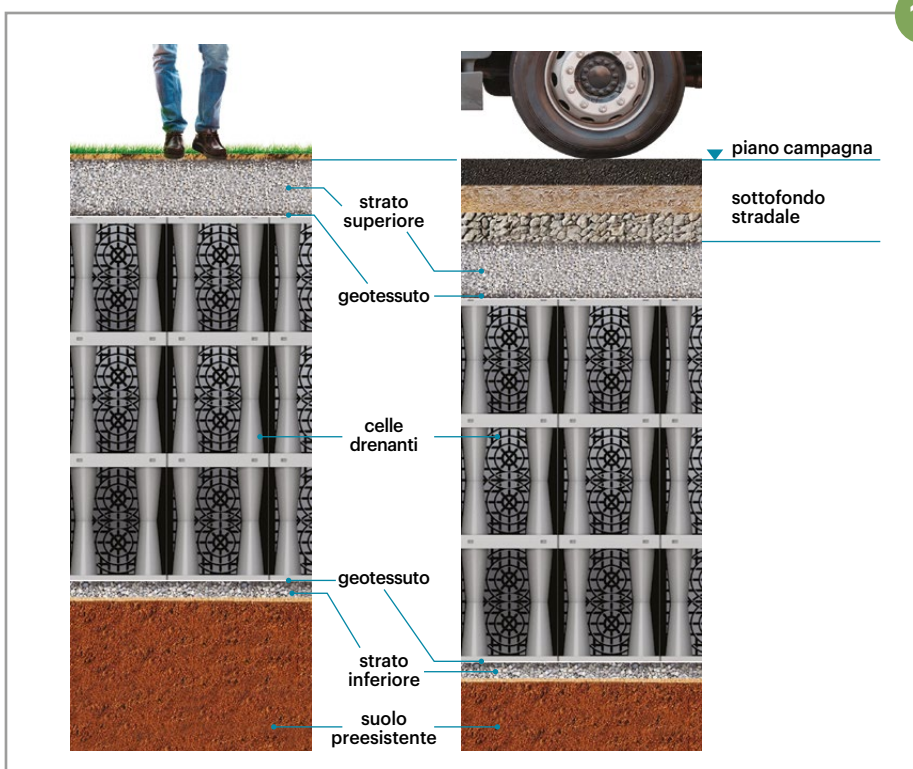 piano campagna
sottofondo
stradale
strato
superiore
geotessuto
celle
drenanti
geotessuto
strato
inferiore
suolo
preesistente